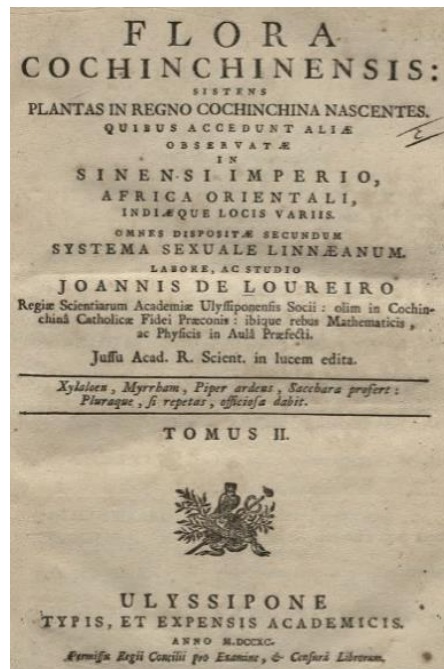 FLORA
COCHINCHINENSIS:
SISTENS
PLANTAS IN REGNO COCHINCHINA NASCENTES.
QUIBUS ACCEDUNT ALIÆ
OBSERVATÆ
IN
SINENSI IMPERIO,
AFRICA ORIENTALI,
INDIÆQUE LOCIS VARIIS.
OMNES DISPOSITÆ SECUNDUM
SYSTEMA SEXUALE LINNÆANUM.
LABORE, AC STUDIO
JOANNIS DE LOUREIRO
Regiæ Scientiarum Academiæ Ulyssiponensis Socii: olim in Cochin-
chinâ Catholicæ Fidei Præconis: ibique rebus Mathematicis,
ac Physicis in Aulâ Præfecti.
Jussu Acad. R. Scient. in lucem edita.
Xyloloen, Myrrham, Piper ardens, Sacchara profert:
Pluraque, si repetas, officiosa dabit.
TOMUS II.
ULYSSIPONE
TYPIS, ET EXPENSIS ACADEMICIS.
ANNO M.DCCXC.
Permissu Regii Concilii pro Examine, & Censurâ Librorum.